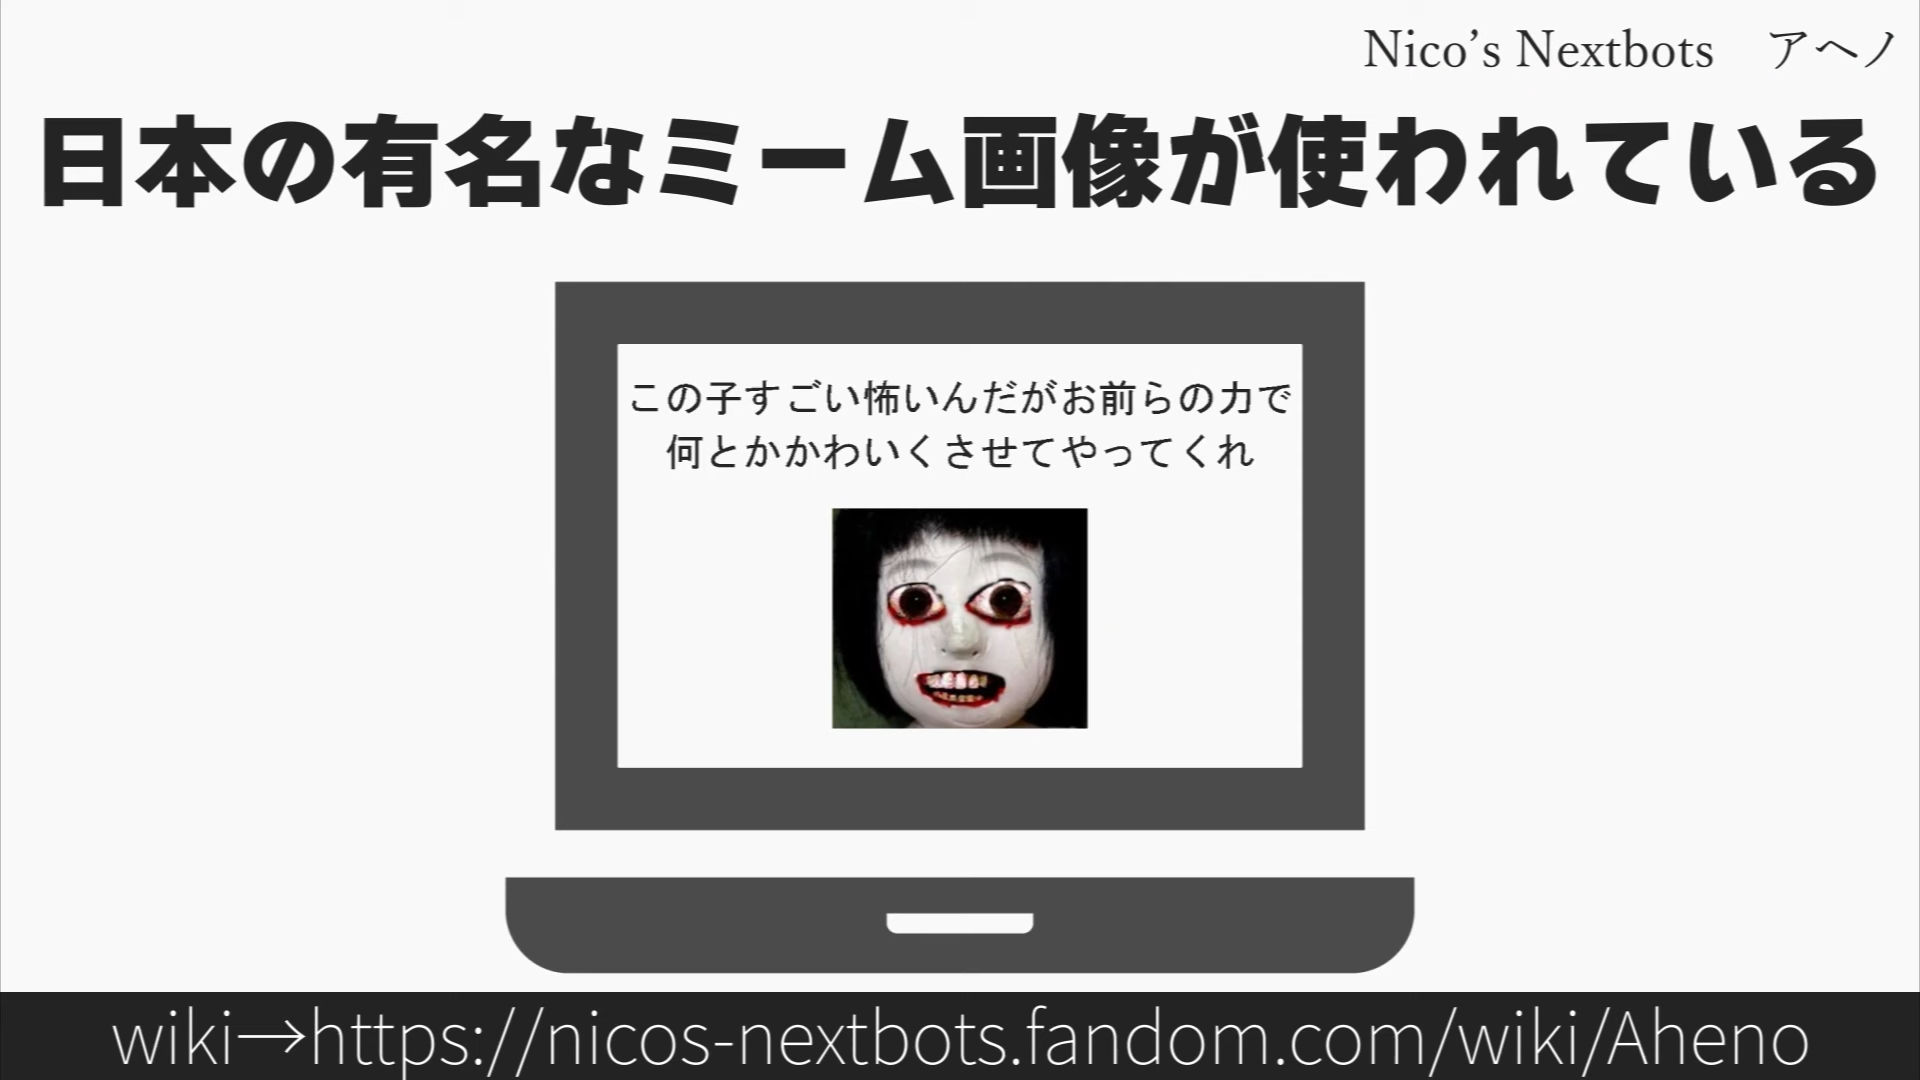 Nico’s Nextbots　アヘノ
日本の有名なミーム画像が使われている
この子すごい怖いんだがお前らの力で
何とかかわいくさせてやってくれ
wiki→https://nicos-nextbots.fandom.com/wiki/Aheno